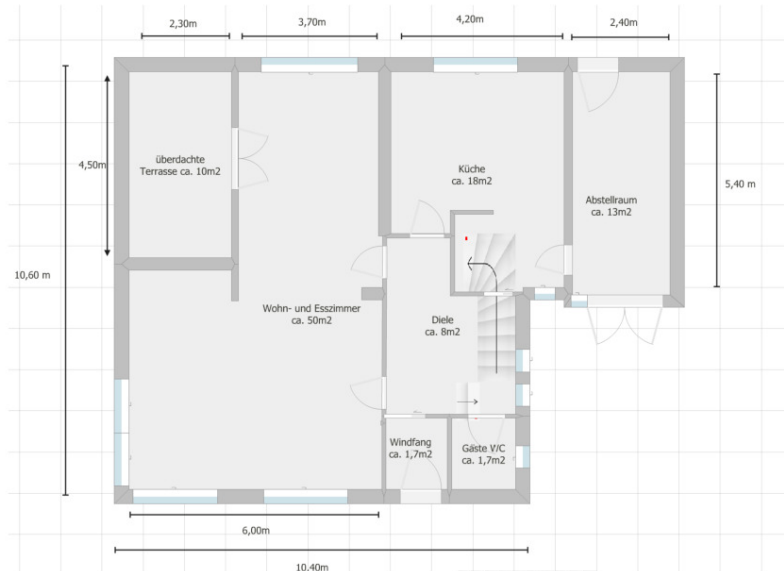 2,30m
3,70m
4,20m
2,40m
4,50m
überdachte
Terrasse ca. 10m2
Küche
ca. 18m2
Abstellraum
ca. 13m2
5,40 m
10,60 m
Wohn- und Esszimmer
ca. 50m2
Diele
ca. 8m2
Windfang
ca. 1,7m2
Gäste V/C
ca. 1,7m2
6,00m
10,40m